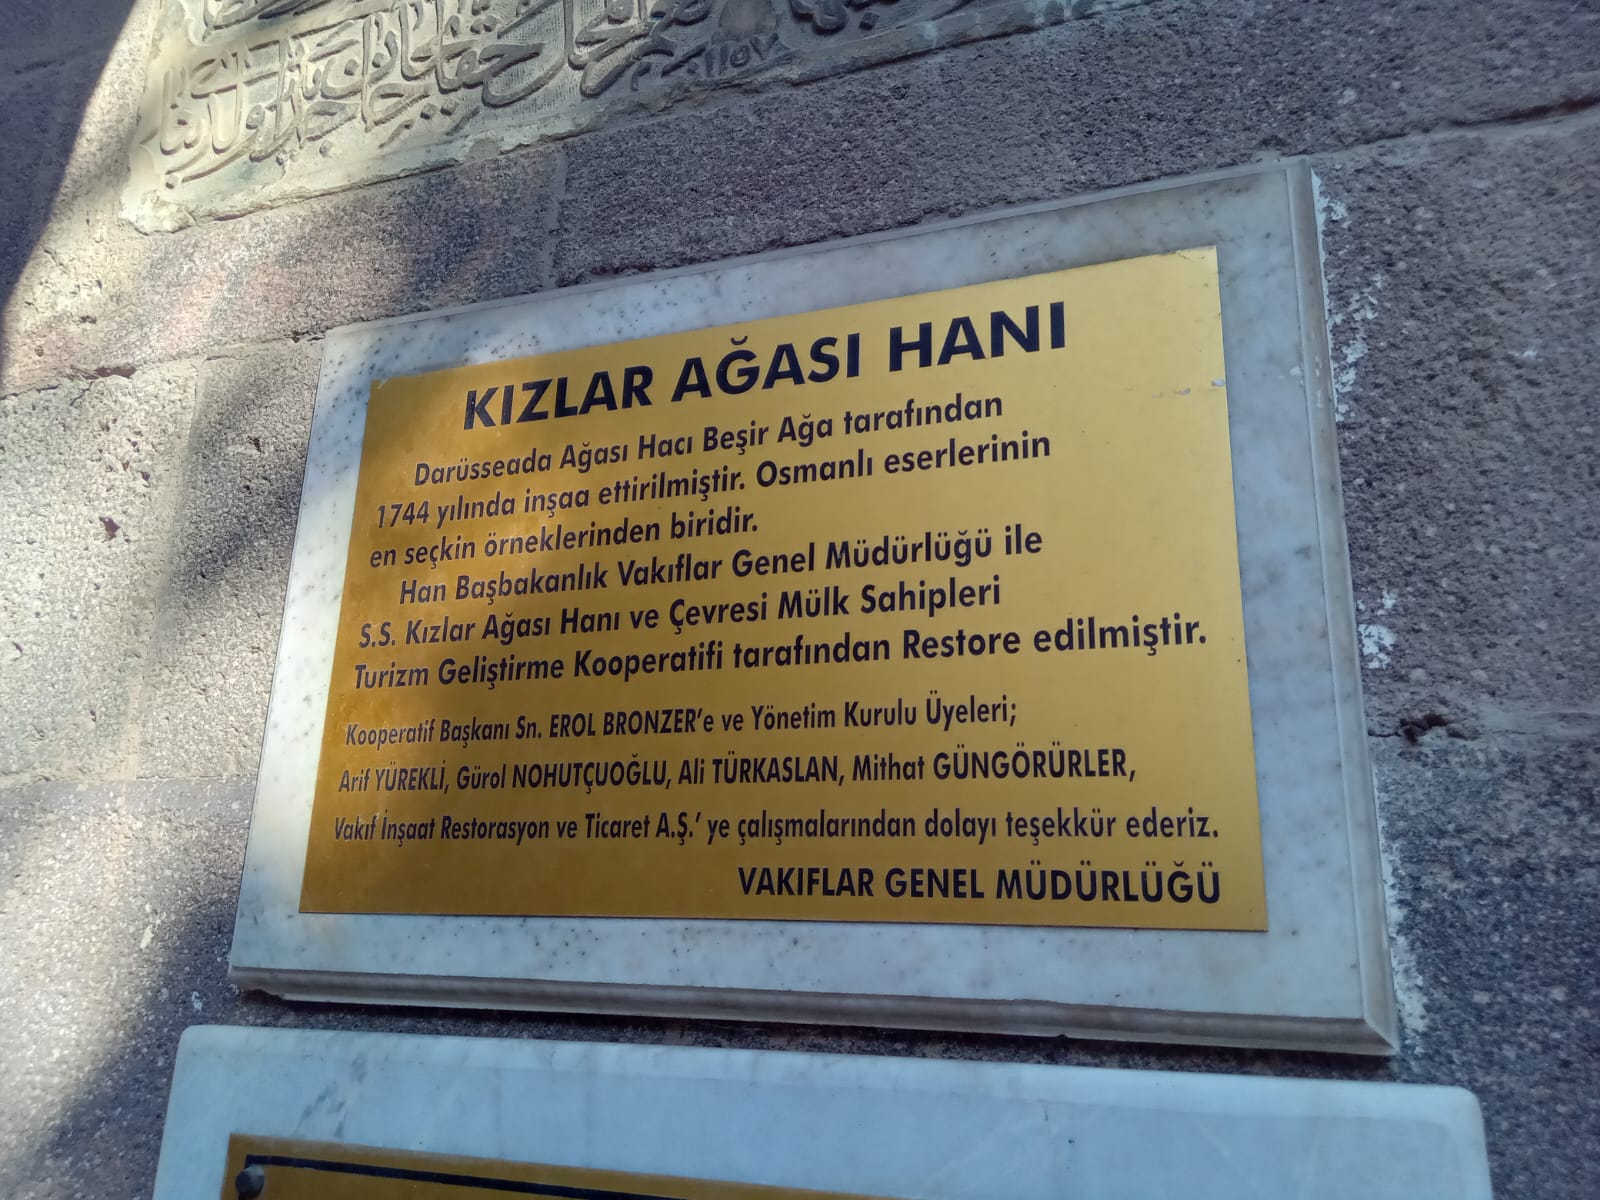 ١١٥٧
KIZLAR AĞASI HANI
Darüsseada Ağası Hacı Beşir Ağa tarafından
1744 yılında inşaa ettirilmiştir. Osmanlı eserlerinin
en seçkin örneklerinden biridir.
Han Başbakanlık Vakıflar Genel Müdürlüğü ile
S.S. Kızlar Ağası Hanı ve Çevresi Mülk Sahipleri
Turizm Geliştirme Kooperatifi tarafından Restore edilmiştir.
Kooperatif Başkanı Sn. EROL BRONZER'e ve Yönetim Kurulu Üyeleri;
Arif YÜREKLİ, Gürol NOHUTÇUOĞLU, Ali TÜRKASLAN, Mithat GÜNGÖRÜRLER,
Vakıf İnşaat Restorasyon ve Ticaret A.Ş.' ye çalışmalarından dolayı teşekkür ederiz.
VAKIFLAR GENEL MÜDÜRLÜĞÜ